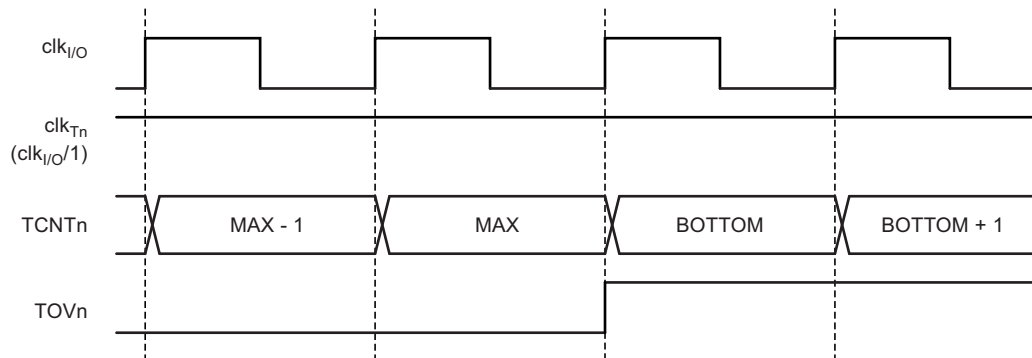 clkI/O
clkTn
(clkI/O/1)
TCNTn MAX - 1 MAX BOTTOM BOTTOM + 1
TOVn